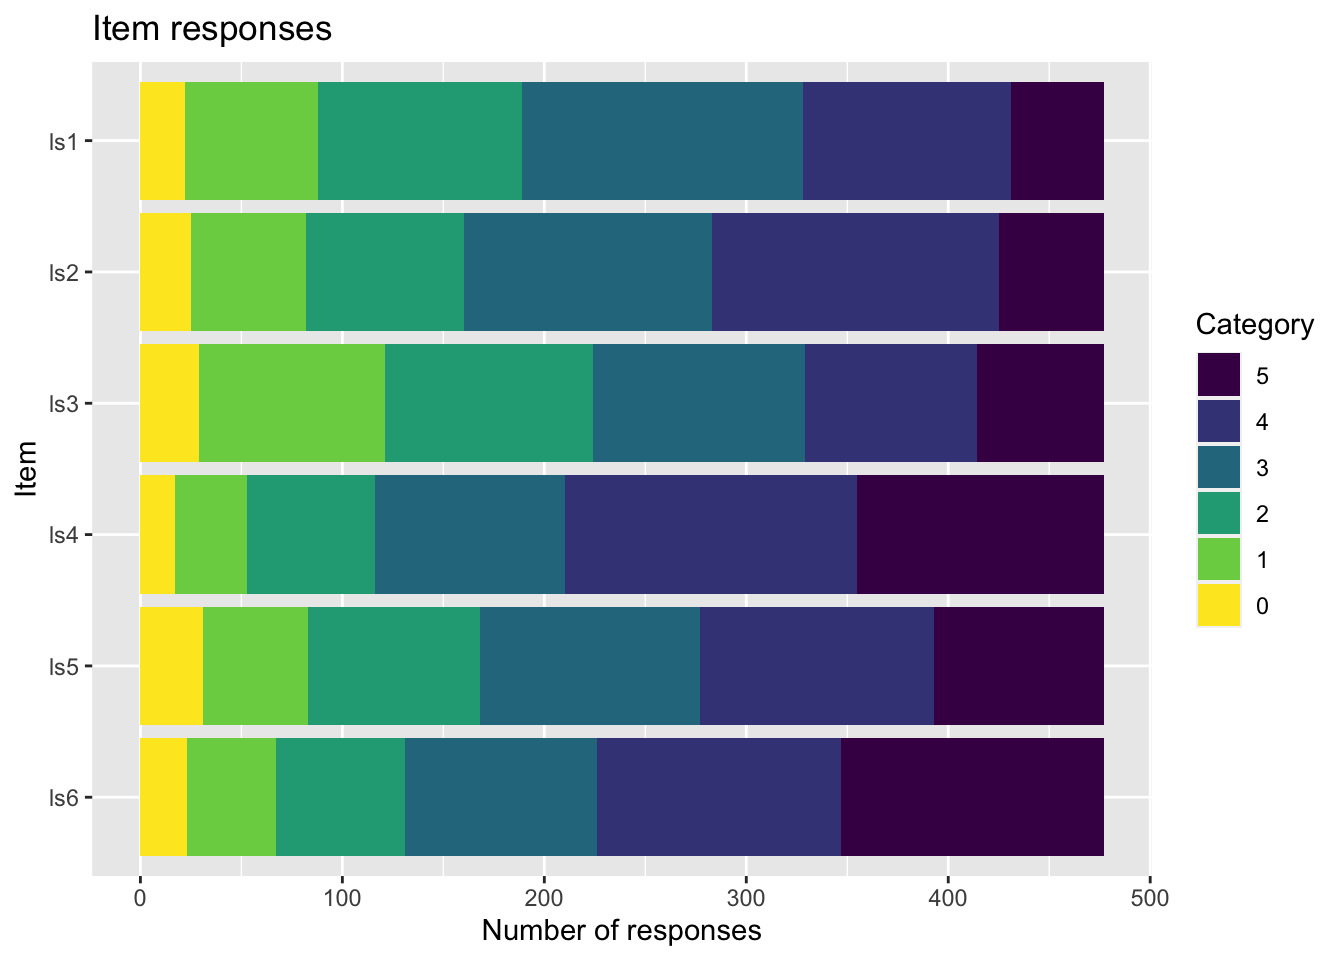 Item responses
ls1
ls2
ls3
ls4
ls5
ls6
Item
0 100 200 300 400 500
Number of responses
Category
5
4
3
2
1
0